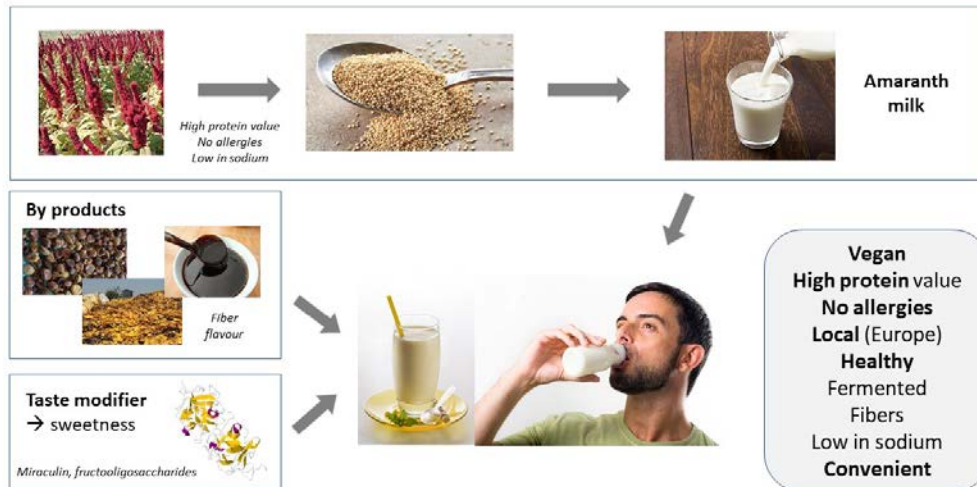 High protein value
No allergies
Low in sodium
Amaranth
milk
By products
Fiber
flavour
Taste modifier
→ sweetness
Miraculin, fructooligosaccharides
Vegan
High protein value
No allergies
Local (Europe)
Healthy
Fermented
Fibers
Low in sodium
Convenient